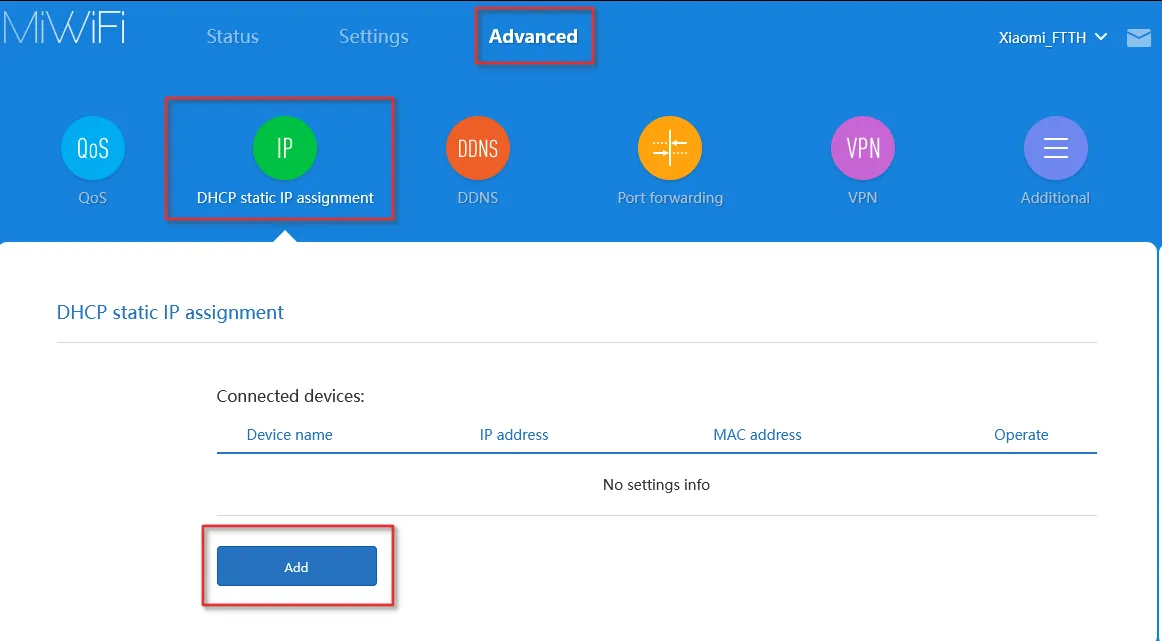 MiWiFi Status Settings Advanced Xiaomi_FTTH
QoS IP DDNS VPN
QoS DHCP static IP assignment DDNS Port forwarding VPN Additional
DHCP static IP assignment
Connected devices:
Device name IP address MAC address Operate
No settings info
Add